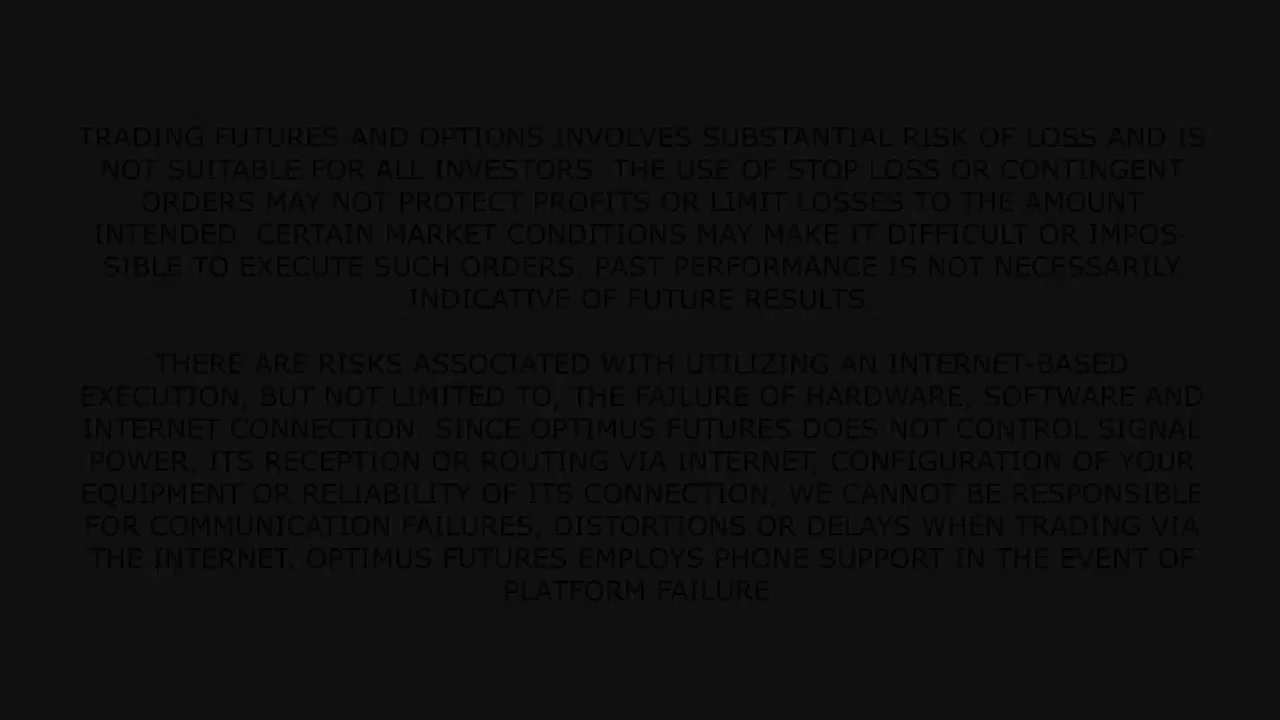 TRADING FUTURES AND OPTIONS INVOLVES SUBSTANTIAL RISK OF LOSS AND IS
NOT SUITABLE FOR ALL INVESTORS. THE USE OF STOP LOSS OR CONTINGENT
ORDERS MAY NOT PROTECT PROFITS OR LIMIT LOSSES TO THE AMOUNT
INTENDED. CERTAIN MARKET CONDITIONS MAY MAKE IT DIFFICULT OR IMPOS-
SIBLE TO EXECUTE SUCH ORDERS. PAST PERFORMANCE IS NOT NECESSARILY
INDICATIVE OF FUTURE RESULTS.
THERE ARE RISKS ASSOCIATED WITH UTILIZING AN INTERNET-BASED
EXECUTION, BUT NOT LIMITED TO, THE FAILURE OF HARDWARE, SOFTWARE AND
INTERNET CONNECTION. SINCE OPTIMUS FUTURES DOES NOT CONTROL SIGNAL
POWER, ITS RECEPTION OR ROUTING VIA INTERNET, CONFIGURATION OF YOUR
EQUIPMENT OR RELIABILITY OF ITS CONNECTION, WE CANNOT BE RESPONSIBLE
FOR COMMUNICATION FAILURES, DISTORTIONS OR DELAYS WHEN TRADING VIA
THE INTERNET. OPTIMUS FUTURES EMPLOYS PHONE SUPPORT IN THE EVENT OF
PLATFORM FAILURE